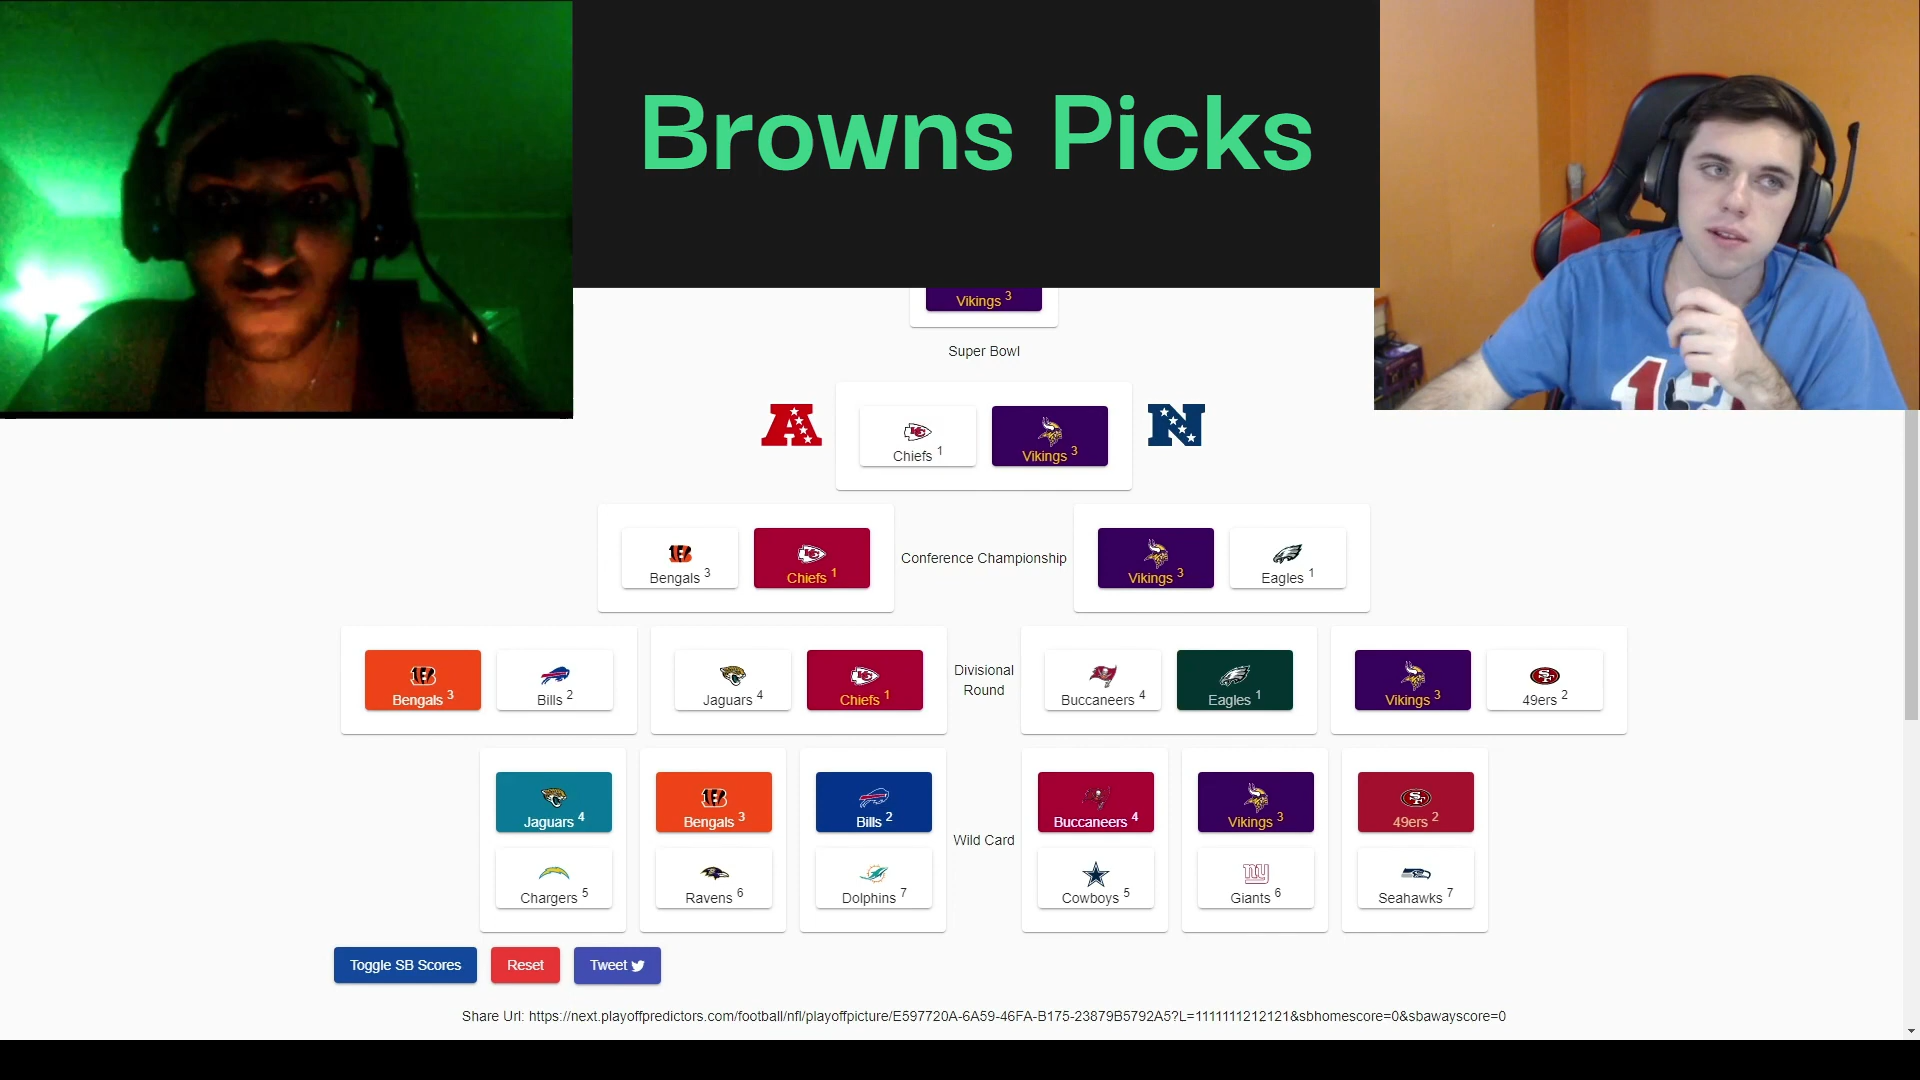 Browns Picks
Vikings 3
Super Bowl
Chiefs 1
Vikings 3
Bengals 3
Chiefs 1
Conference Championship
Vikings 3
Eagles 1
Bengals 3
Bills 2
Jaguars 4
Chiefs 1
Divisional
Round
Buccaneers 4
Eagles 1
Vikings 3
49ers 2
Jaguars 4
Bengals 3
Bills 2
Wild Card
Buccaneers 4
Vikings 3
49ers 2
Chargers 5
Ravens 6
Dolphins 7
Cowboys 5
Giants 6
Seahawks 7
Toggle SB Scores
Reset
Tweet
Share Url: https://next.playoffpredictors.com/football/nfl/playoffpicture/E597720A-6A59-46FA-B175-23879B5792A5?L=1111111212121&sbhomescore=0&sbawayscore=0